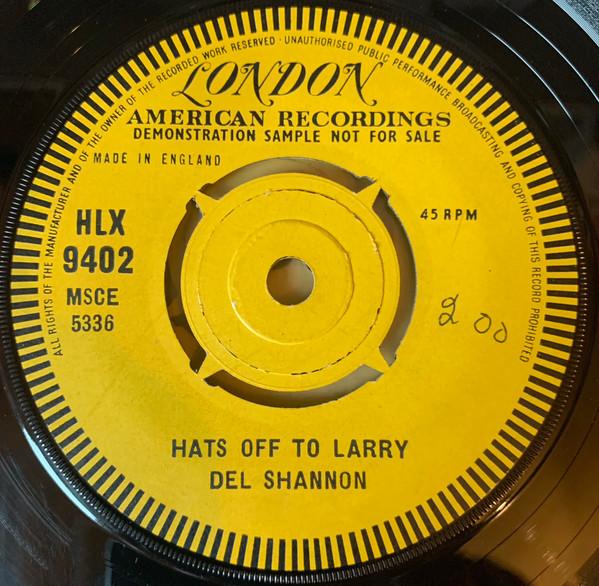 ALL RIGHTS OF THE MANUFACTURER AND OF THE OWNER OF THE RECORDED WORK RESERVED · UNAUTHORISED PUBLIC PERFORMANCE BROADCASTING AND COPYING OF THIS RECORD PROHIBITED
LONDON
AMERICAN RECORDINGS
DEMONSTRATION SAMPLE NOT FOR SALE
MADE IN ENGLAND
HLX
9402
45 RPM
MSCE
5336
2 00
HATS OFF TO LARRY
DEL SHANNON